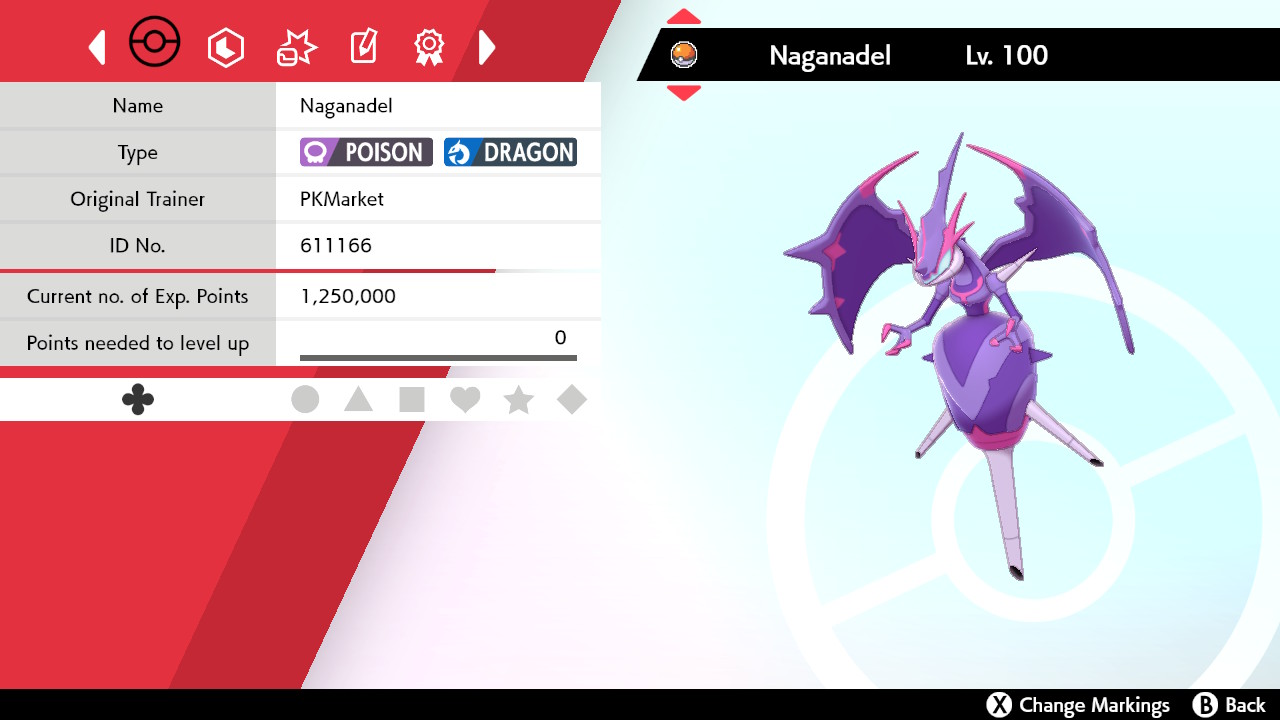 Naganadel Lv. 100
Name Naganadel
Type POISON DRAGON
Original Trainer PKMarket
ID No. 611166
Current no. of Exp. Points 1,250,000
Points needed to level up 0
X Change Markings B Back